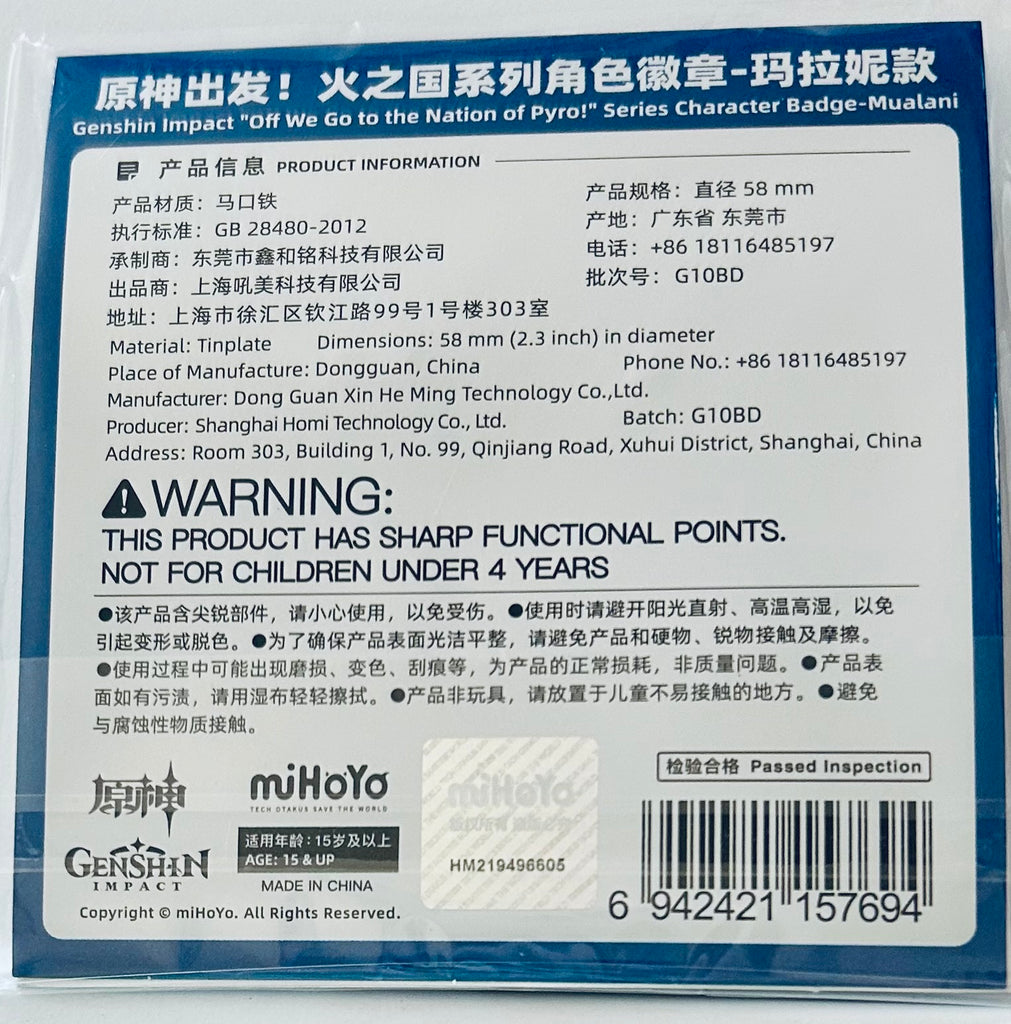 原神出发！火之国系列角色徽章-玛拉妮款
Genshin Impact "Off We Go to the Nation of Pyro!" Series Character Badge-Mualani
产品信息 PRODUCT INFORMATION
产品材质：马口铁
产品规格：直径 58 mm
执行标准：GB 28480-2012
产地：广东省 东莞市
承制商：东莞市鑫和铭科技有限公司
电话：+86 18116485197
出品商：上海吼美科技有限公司
批次号：G10BD
地址：上海市徐汇区钦江路99号1号楼303室
Material: Tinplate Dimensions: 58 mm (2.3 inch) in diameter
Place of Manufacture: Dongguan, China Phone No.: +86 18116485197
Manufacturer: Dong Guan Xin He Ming Technology Co.,Ltd.
Producer: Shanghai Homi Technology Co., Ltd. Batch: G10BD
Address: Room 303, Building 1, No. 99, Qinjiang Road, Xuhui District, Shanghai, China
WARNING:
THIS PRODUCT HAS SHARP FUNCTIONAL POINTS.
NOT FOR CHILDREN UNDER 4 YEARS
●该产品含尖锐部件，请小心使用，以免受伤。●使用时请避开阳光直射、高温高湿，以免
引起变形或脱色。●为了确保产品表面光洁平整，请避免产品和硬物、锐物接触及摩擦。
●使用过程中可能出现磨损、变色、刮痕等，为产品的正常损耗，非质量问题。●产品表
面如有污渍，请用湿布轻轻擦拭。●产品非玩具，请放置于儿童不易接触的地方。●避免
与腐蚀性物质接触。
原神
GENSHIN
IMPACT
miHoYo
TECH OTAKUS SAVE THE WORLD
适用年龄：15岁及以上
AGE: 15 & UP
MADE IN CHINA
Copyright © miHoYo. All Rights Reserved.
miHoYo
版权所有
HM219496605
检验合格 Passed Inspection
6 942421 157694